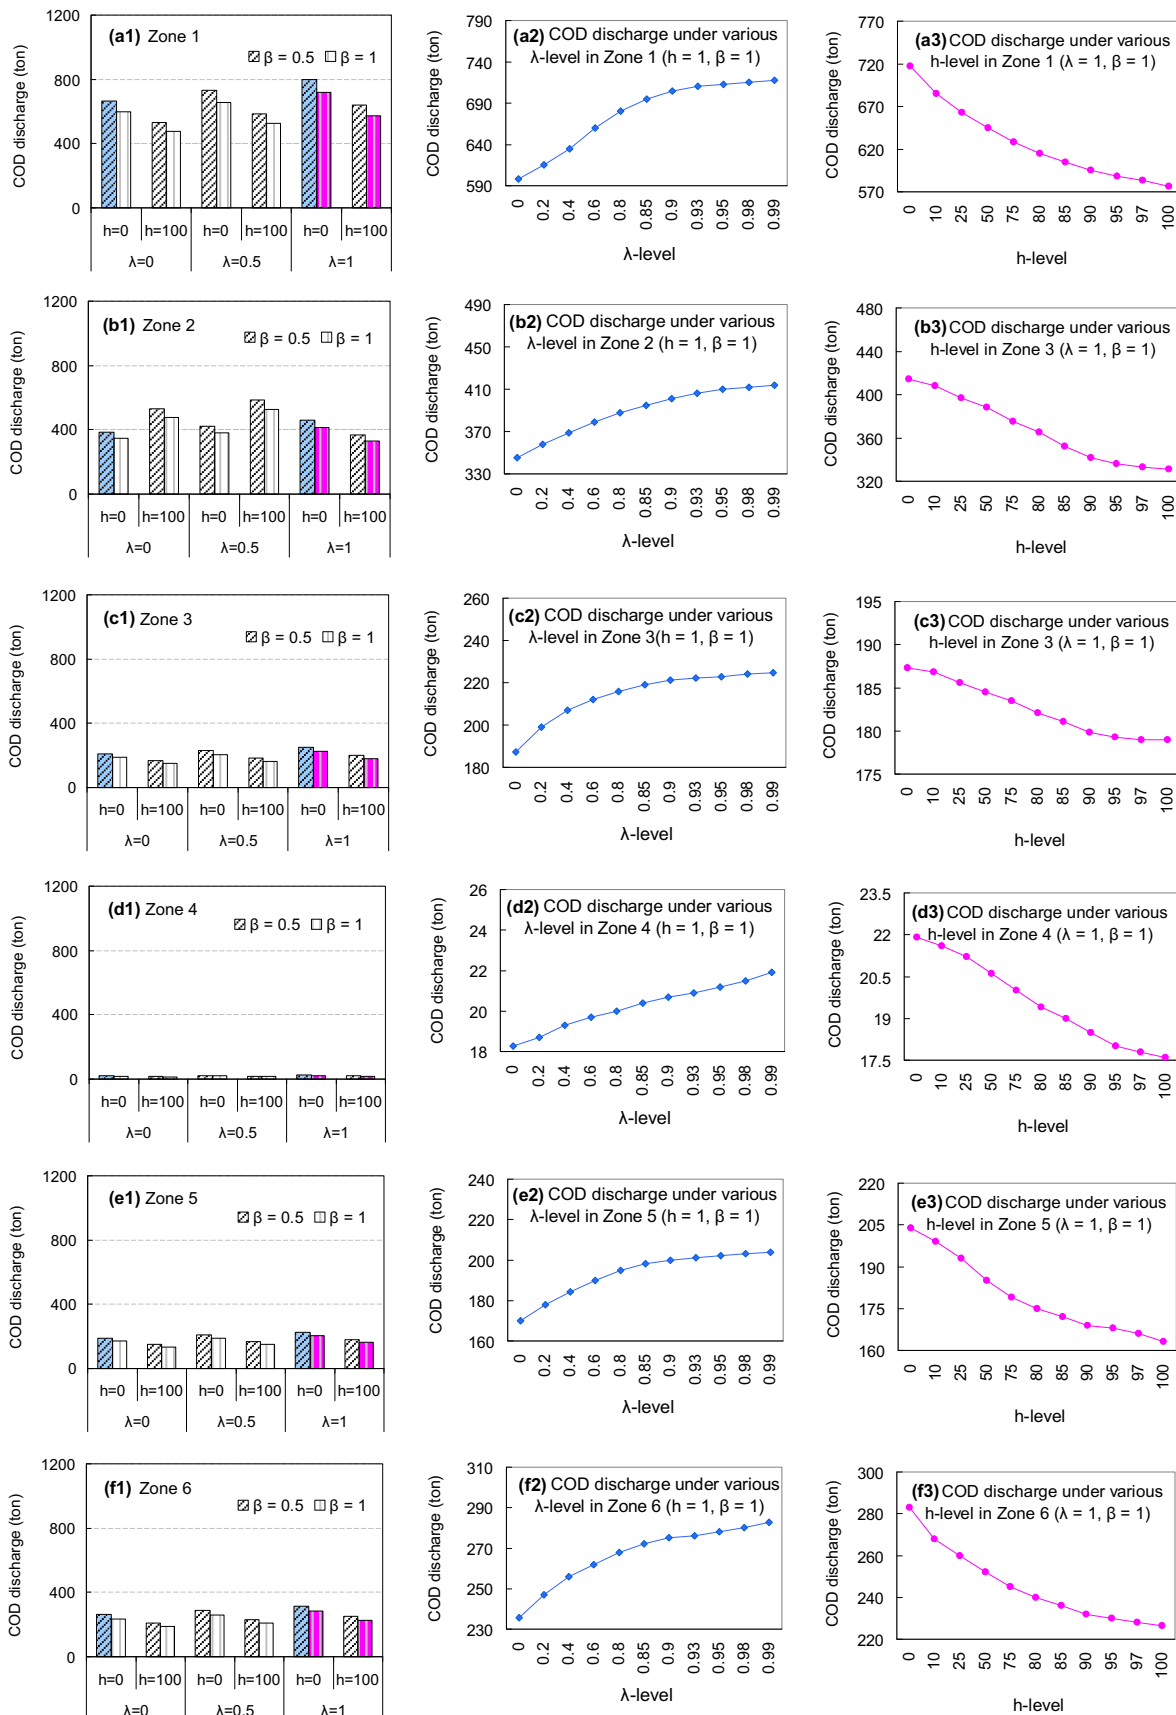 1200
800
400
0
COD discharge (ton)
(a1) Zone 1
β = 0.5 β = 1
h=0 h=100 h=0 h=100 h=0 h=100
λ=0 λ=0.5 λ=1
790
740
690
640
590
COD discharge (ton)
(a2) COD discharge under various
λ-level in Zone 1 (h = 1, β = 1)
0 0.2 0.4 0.6 0.8 0.85 0.9 0.93 0.95 0.98 0.99
λ-level
770
720
670
620
570
COD discharge (ton)
(a3) COD discharge under various
h-level in Zone 1 (λ = 1, β = 1)
0 10 25 50 75 80 85 90 95 97 100
h-level
1200
800
400
0
COD discharge (ton)
(b1) Zone 2
β = 0.5 β = 1
h=0 h=100 h=0 h=100 h=0 h=100
λ=0 λ=0.5 λ=1
490
450
410
370
330
COD discharge (ton)
(b2) COD discharge under various
λ-level in Zone 2 (h = 1, β = 1)
0 0.2 0.4 0.6 0.8 0.85 0.9 0.93 0.95 0.98 0.99
λ-level
480
440
400
360
320
COD discharge (ton)
(b3) COD discharge under various
h-level in Zone 3 (λ = 1, β = 1)
0 10 25 50 75 80 85 90 95 97 100
h-level
1200
800
400
0
COD discharge (ton)
(c1) Zone 3
β = 0.5 β = 1
h=0 h=100 h=0 h=100 h=0 h=100
λ=0 λ=0.5 λ=1
260
240
220
200
180
COD discharge (ton)
(c2) COD discharge under various
λ-level in Zone 3(h = 1, β = 1)
0 0.2 0.4 0.6 0.8 0.85 0.9 0.93 0.95 0.98 0.99
λ-level
195
191
187
183
179
175
COD discharge (ton)
(c3) COD discharge under various
h-level in Zone 3 (λ = 1, β = 1)
0 10 25 50 75 80 85 90 95 97 100
h-level
1200
800
400
0
COD discharge (ton)
(d1) Zone 4
β = 0.5 β = 1
h=0 h=100 h=0 h=100 h=0 h=100
λ=0 λ=0.5 λ=1
26
24
22
20
18
COD discharge (ton)
(d2) COD discharge under various
λ-level in Zone 4 (h = 1, β = 1)
0 0.2 0.4 0.6 0.8 0.85 0.9 0.93 0.95 0.98 0.99
λ-level
23.5
22
20.5
19
17.5
COD discharge (ton)
(d3) COD discharge under various
h-level in Zone 4 (λ = 1, β = 1)
0 10 25 50 75 80 85 90 95 97 100
h-level
1200
800
400
0
COD discharge (ton)
(e1) Zone 5
β = 0.5 β = 1
h=0 h=100 h=0 h=100 h=0 h=100
λ=0 λ=0.5 λ=1
240
220
200
180
160
COD discharge (ton)
(e2) COD discharge under various
λ-level in Zone 5 (h = 1, β = 1)
0 0.2 0.4 0.6 0.8 0.85 0.9 0.93 0.95 0.98 0.99
λ-level
220
205
190
175
160
COD discharge (ton)
(e3) COD discharge under various
h-level in Zone 5 (λ = 1, β = 1)
0 10 25 50 75 80 85 90 95 97 100
h-level
1200
800
400
0
COD discharge (ton)
(f1) Zone 6
β = 0.5 β = 1
h=0 h=100 h=0 h=100 h=0 h=100
λ=0 λ=0.5 λ=1
310
290
270
250
230
COD discharge (ton)
(f2) COD discharge under various
λ-level in Zone 6 (h = 1, β = 1)
0 0.2 0.4 0.6 0.8 0.85 0.9 0.93 0.95 0.98 0.99
λ-level
300
280
260
240
220
COD discharge (ton)
(f3) COD discharge under various
h-level in Zone 6 (λ = 1, β = 1)
0 10 25 50 75 80 85 90 95 97 100
h-level